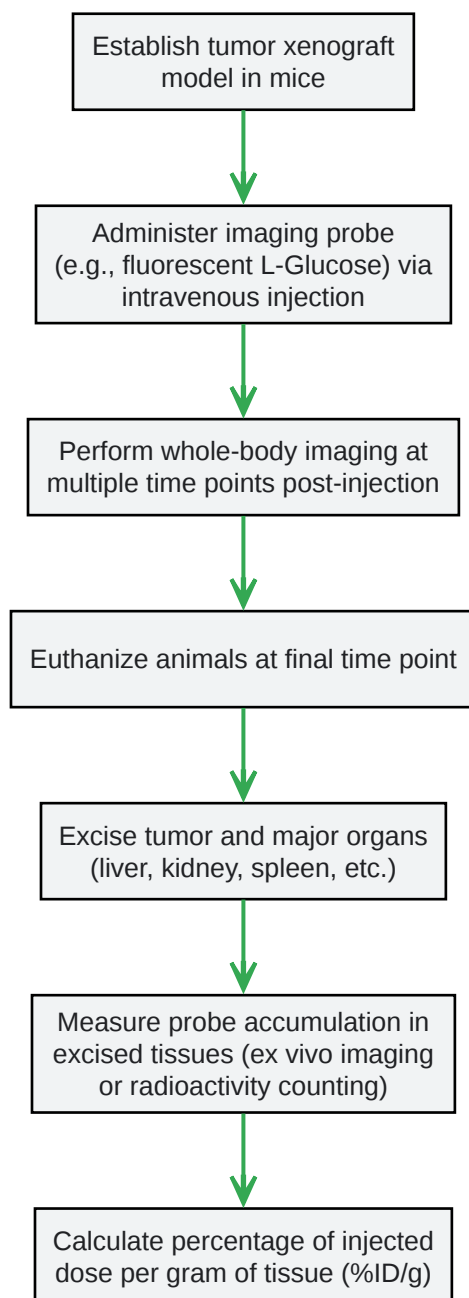 Establish tumor xenograft
model in mice
Administer imaging probe
(e.g., fluorescent L-Glucose) via
intravenous injection
Perform whole-body imaging at
multiple time points post-injection
Euthanize animals at final time point
Excise tumor and major organs
(liver, kidney, spleen, etc.)
Measure probe accumulation in
excised tissues (ex vivo imaging
or radioactivity counting)
Calculate percentage of injected
dose per gram of tissue (%ID/g)